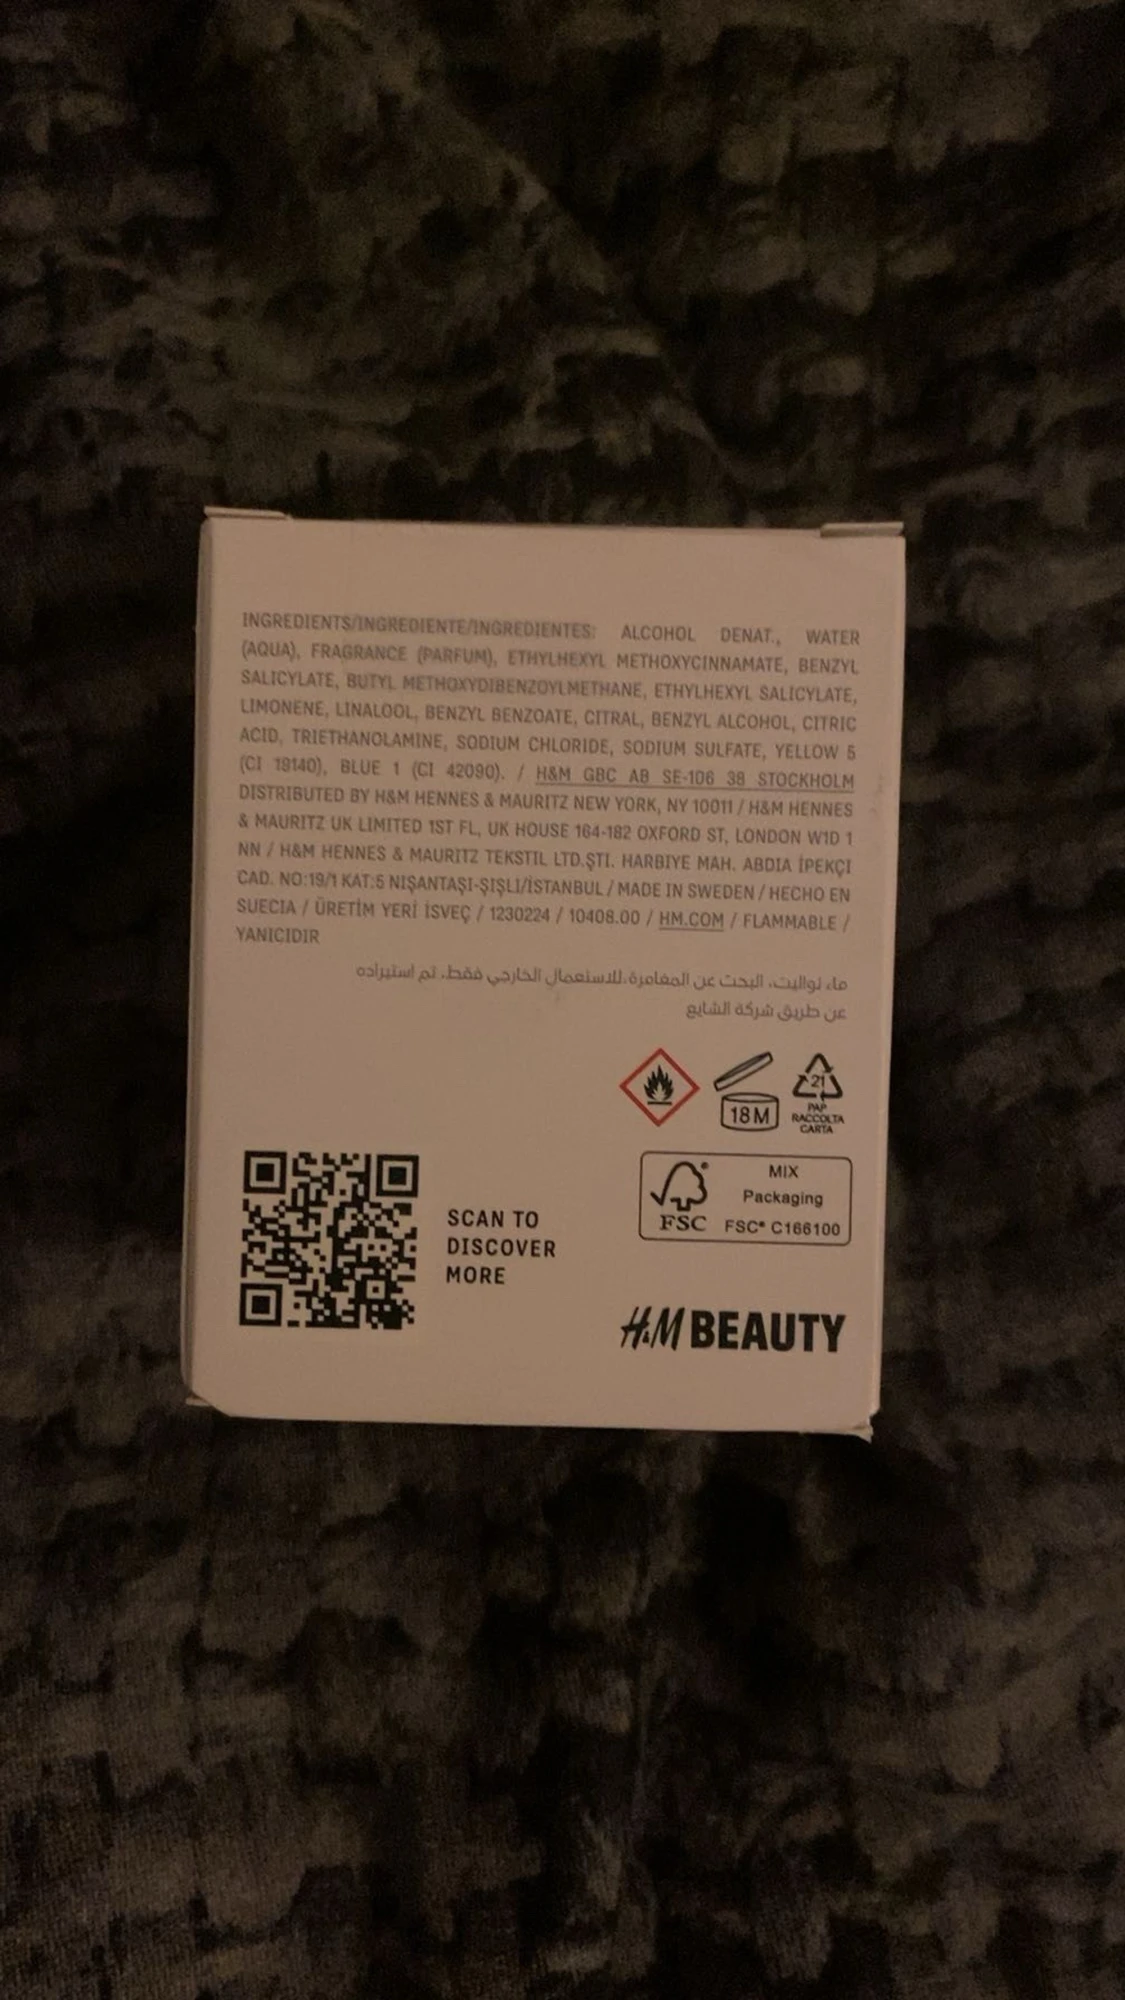 INGREDIENTS/INGREDIENTE/INGREDIENTES: ALCOHOL DENAT., WATER
(AQUA), FRAGRANCE (PARFUM), ETHYLHEXYL METHOXYCINNAMATE, BENZYL
SALICYLATE, BUTYL METHOXYDIBENZOYLMETHANE, ETHYLHEXYL SALICYLATE,
LIMONENE, LINALOOL, BENZYL BENZOATE, CITRAL, BENZYL ALCOHOL, CITRIC
ACID, TRIETHANOLAMINE, SODIUM CHLORIDE, SODIUM SULFATE, YELLOW 5
(CI 19140), BLUE 1 (CI 42090). / H&M GBC AB SE-106 38 STOCKHOLM
DISTRIBUTED BY H&M HENNES & MAURITZ NEW YORK, NY 10011 / H&M HENNES
& MAURITZ UK LIMITED 1ST FL, UK HOUSE 164-182 OXFORD ST, LONDON W1D 1
NN / H&M HENNES & MAURITZ TEKSTIL LTD.ŞTI. HARBIYE MAH. ABDIA İPEKÇI
CAD. NO:19/1 KAT:5 NIŞANTAŞI-ŞIŞLI/İSTANBUL / MADE IN SWEDEN / HECHO EN
SUECIA / ÜRETİM YERİ İSVEÇ / 1230224 / 10408.00 / HM.COM / FLAMMABLE /
YANICIDIR
ماء تواليت، البحث عن المغامرة.للاستعمال الخارجي فقط، تم استيراده
عن طريق شركة الشايع
18M
21
PAP
RACCOLTA
CARTA
SCAN TO
DISCOVER
MORE
FSC
MIX
Packaging
FSC® C166100
H&M BEAUTY